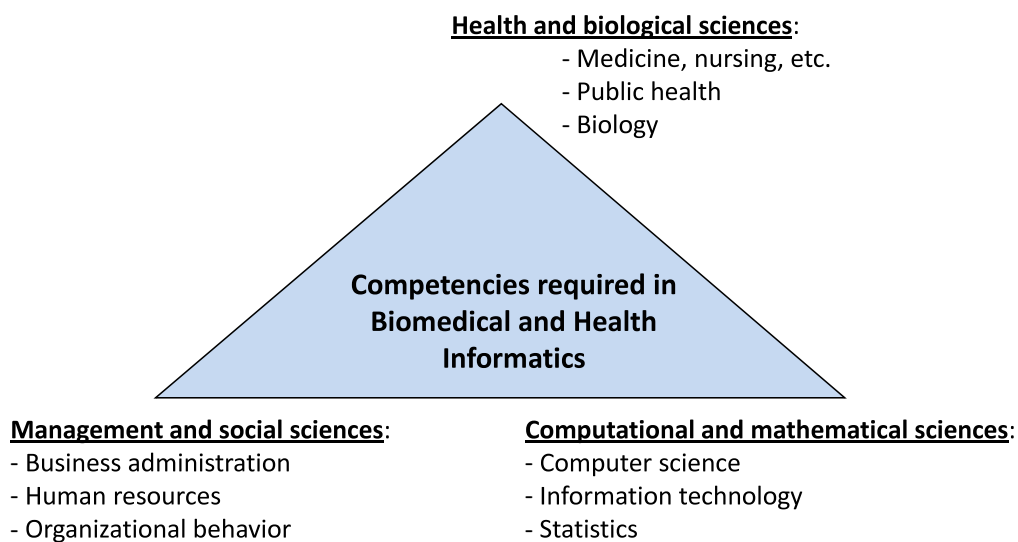 Health and biological sciences:
- Medicine, nursing, etc.
- Public health
- Biology
Competencies required in
Biomedical and Health
Informatics
Management and social sciences:
- Business administration
- Human resources
- Organizational behavior
Computational and mathematical sciences:
- Computer science
- Information technology
- Statistics